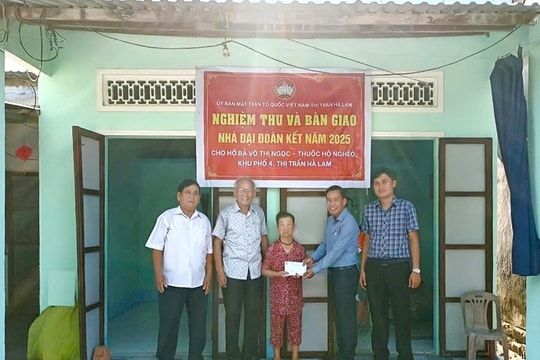 ỦY BAN MẶT TRẬN TỔ QUỐC VIỆT NAM THỊ TRẤN HÀ LAM
NGHIỆM THU VÀ BÀN GIAO
NHÀ ĐẠI ĐOÀN KẾT NĂM 2025
CHO HỘ BÀ VÕ THỊ NGỌC - THUỘC HỘ NGHÈO,
KHU PHỐ 4, THỊ TRẤN HÀ LAM